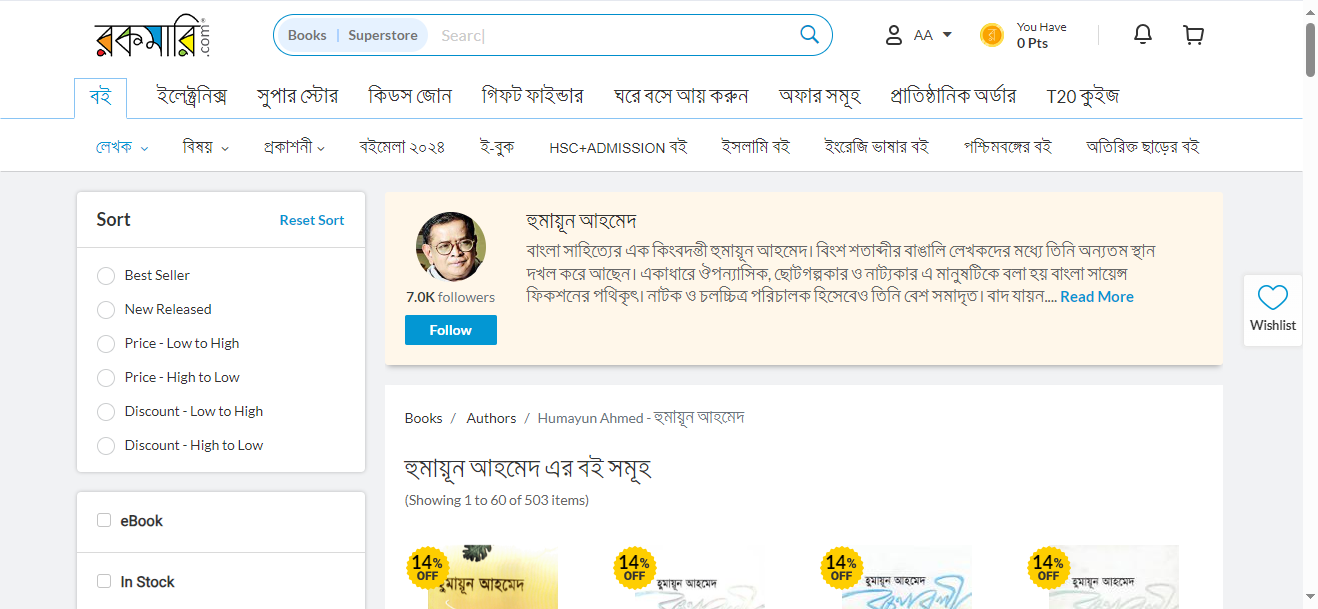 রকমারি.com
Books | Superstore Searc
AA
You Have
0 Pts
বই ইলেক্ট্রনিক্স সুপার স্টোর কিডস জোন গিফট ফাইন্ডার ঘরে বসে আয় করুন অফার সমূহ প্রাতিষ্ঠানিক অর্ডার T20 কুইজ
লেখক বিষয় প্রকাশনী বইমেলা ২০২৪ ই-বুক HSC+ADMISSION বই ইসলামি বই ইংরেজি ভাষার বই পশ্চিমবঙ্গের বই অতিরিক্ত ছাড়ের বই
Sort Reset Sort
Best Seller
New Released
Price - Low to High
Price - High to Low
Discount - Low to High
Discount - High to Low
eBook
In Stock
হুমায়ূন আহমেদ
বাংলা সাহিত্যের এক কিংবদন্তী হুমায়ূন আহমেদ। বিংশ শতাব্দীর বাঙালি লেখকদের মধ্যে তিনি অন্যতম স্থান
দখল করে আছেন। একাধারে ঔপন্যাসিক, ছোটগল্পকার ও নাট্যকার এ মানুষটিকে বলা হয় বাংলা সায়েন্স
ফিকশনের পথিকৃৎ। নাটক ও চলচ্চিত্র পরিচালক হিসেবেও তিনি বেশ সমাদৃত। বাদ যায়ন.... Read More
7.0K followers
Follow
Wishlist
Books / Authors / Humayun Ahmed - হুমায়ূন আহমেদ
হুমায়ূন আহমেদ এর বই সমূহ
(Showing 1 to 60 of 503 items)
14% OFF
হুমায়ূন আহমেদ
14% OFF
হুমায়ূন আহমেদ
14% OFF
হুমায়ূন আহমেদ
14% OFF
হুমায়ূন আহমেদ